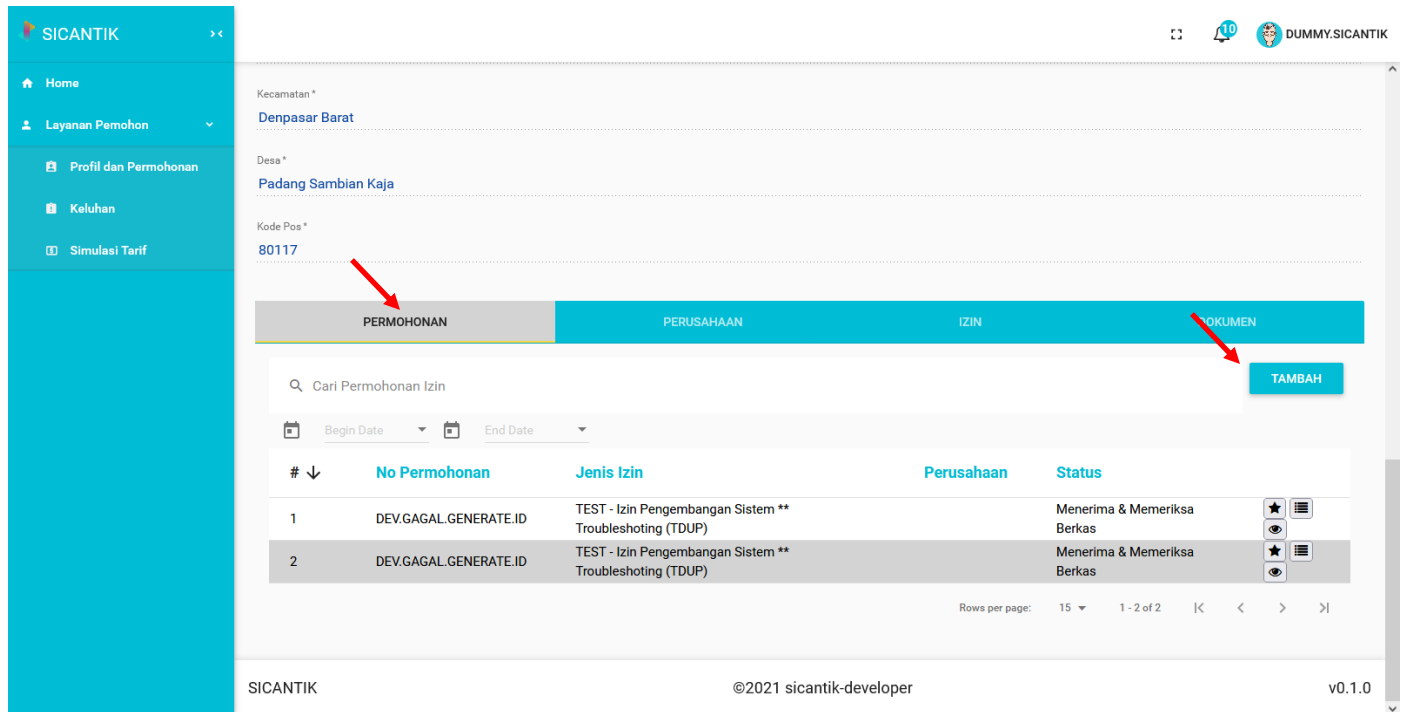 SICANTIK
10
DUMMY.SICANTIK
Home
Layanan Pemohon
Profil dan Permohonan
Keluhan
Simulasi Tarif
Kecamatan *
Denpasar Barat
Desa *
Padang Sambian Kaja
Kode Pos *
80117
PERMOHONAN PERUSAHAAN IZIN DOKUMEN
Cari Permohonan Izin
TAMBAH
Begin Date End Date
# No Permohonan Jenis Izin Perusahaan Status
1 DEV.GAGAL.GENERATE.ID TEST - Izin Pengembangan Sistem ** Menerima & Memeriksa
Troubleshoting (TDUP) Berkas
2 DEV.GAGAL.GENERATE.ID TEST - Izin Pengembangan Sistem ** Menerima & Memeriksa
Troubleshoting (TDUP) Berkas
Rows per page: 15 1 - 2 of 2
SICANTIK ©2021 sicantik-developer v0.1.0